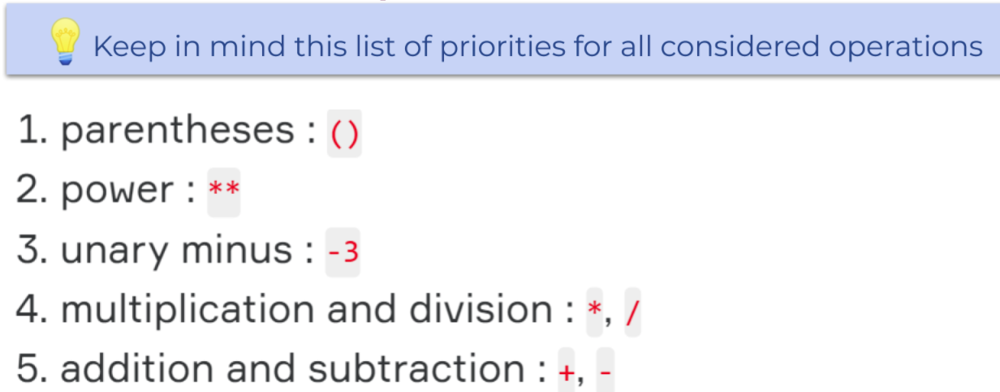 Keep in mind this list of priorities for all considered operations
1. parentheses : ()
2. power : **
3. unary minus : -3
4. multiplication and division : *, /
5. addition and subtraction : +, -